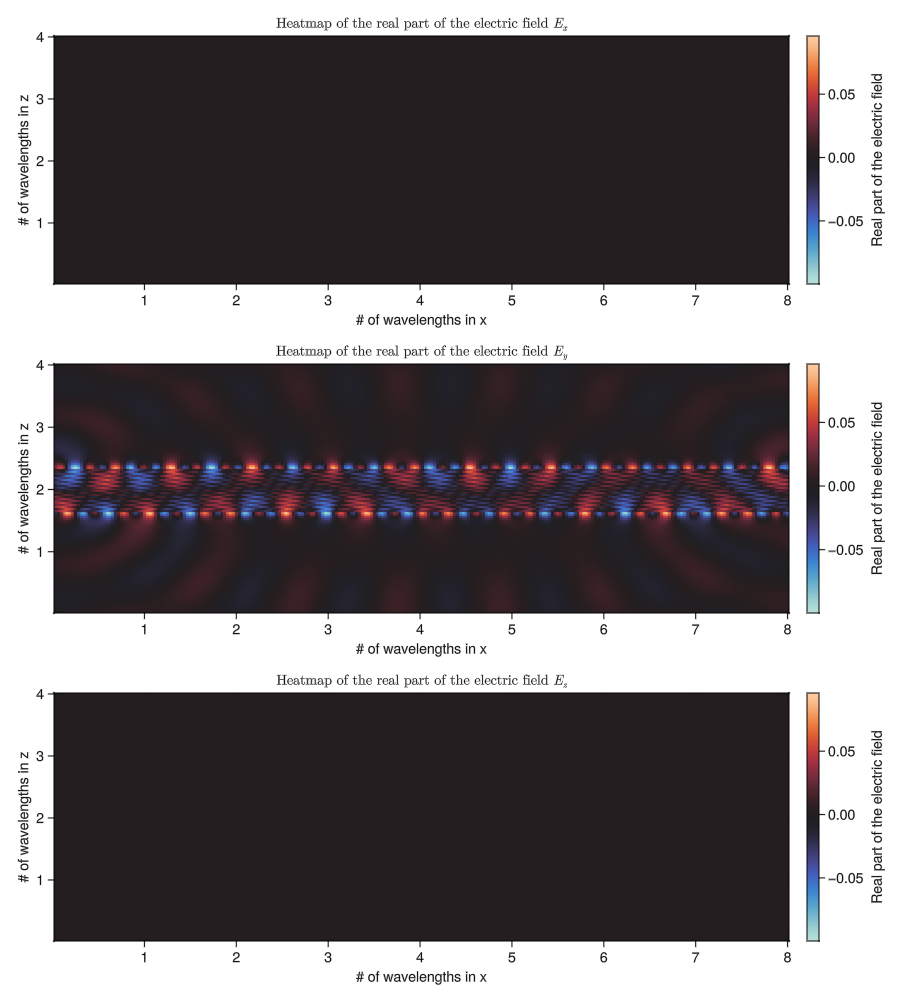 Heatmap of the real part of the electric field Ex
4
3
2
1
# of wavelengths in z
1 2 3 4 5 6 7 8
# of wavelengths in x
0.05
0.00
−0.05
Real part of the electric field
Heatmap of the real part of the electric field Ey
4
3
2
1
# of wavelengths in z
1 2 3 4 5 6 7 8
# of wavelengths in x
0.05
0.00
−0.05
Real part of the electric field
Heatmap of the real part of the electric field Ez
4
3
2
1
# of wavelengths in z
1 2 3 4 5 6 7 8
# of wavelengths in x
0.05
0.00
−0.05
Real part of the electric field